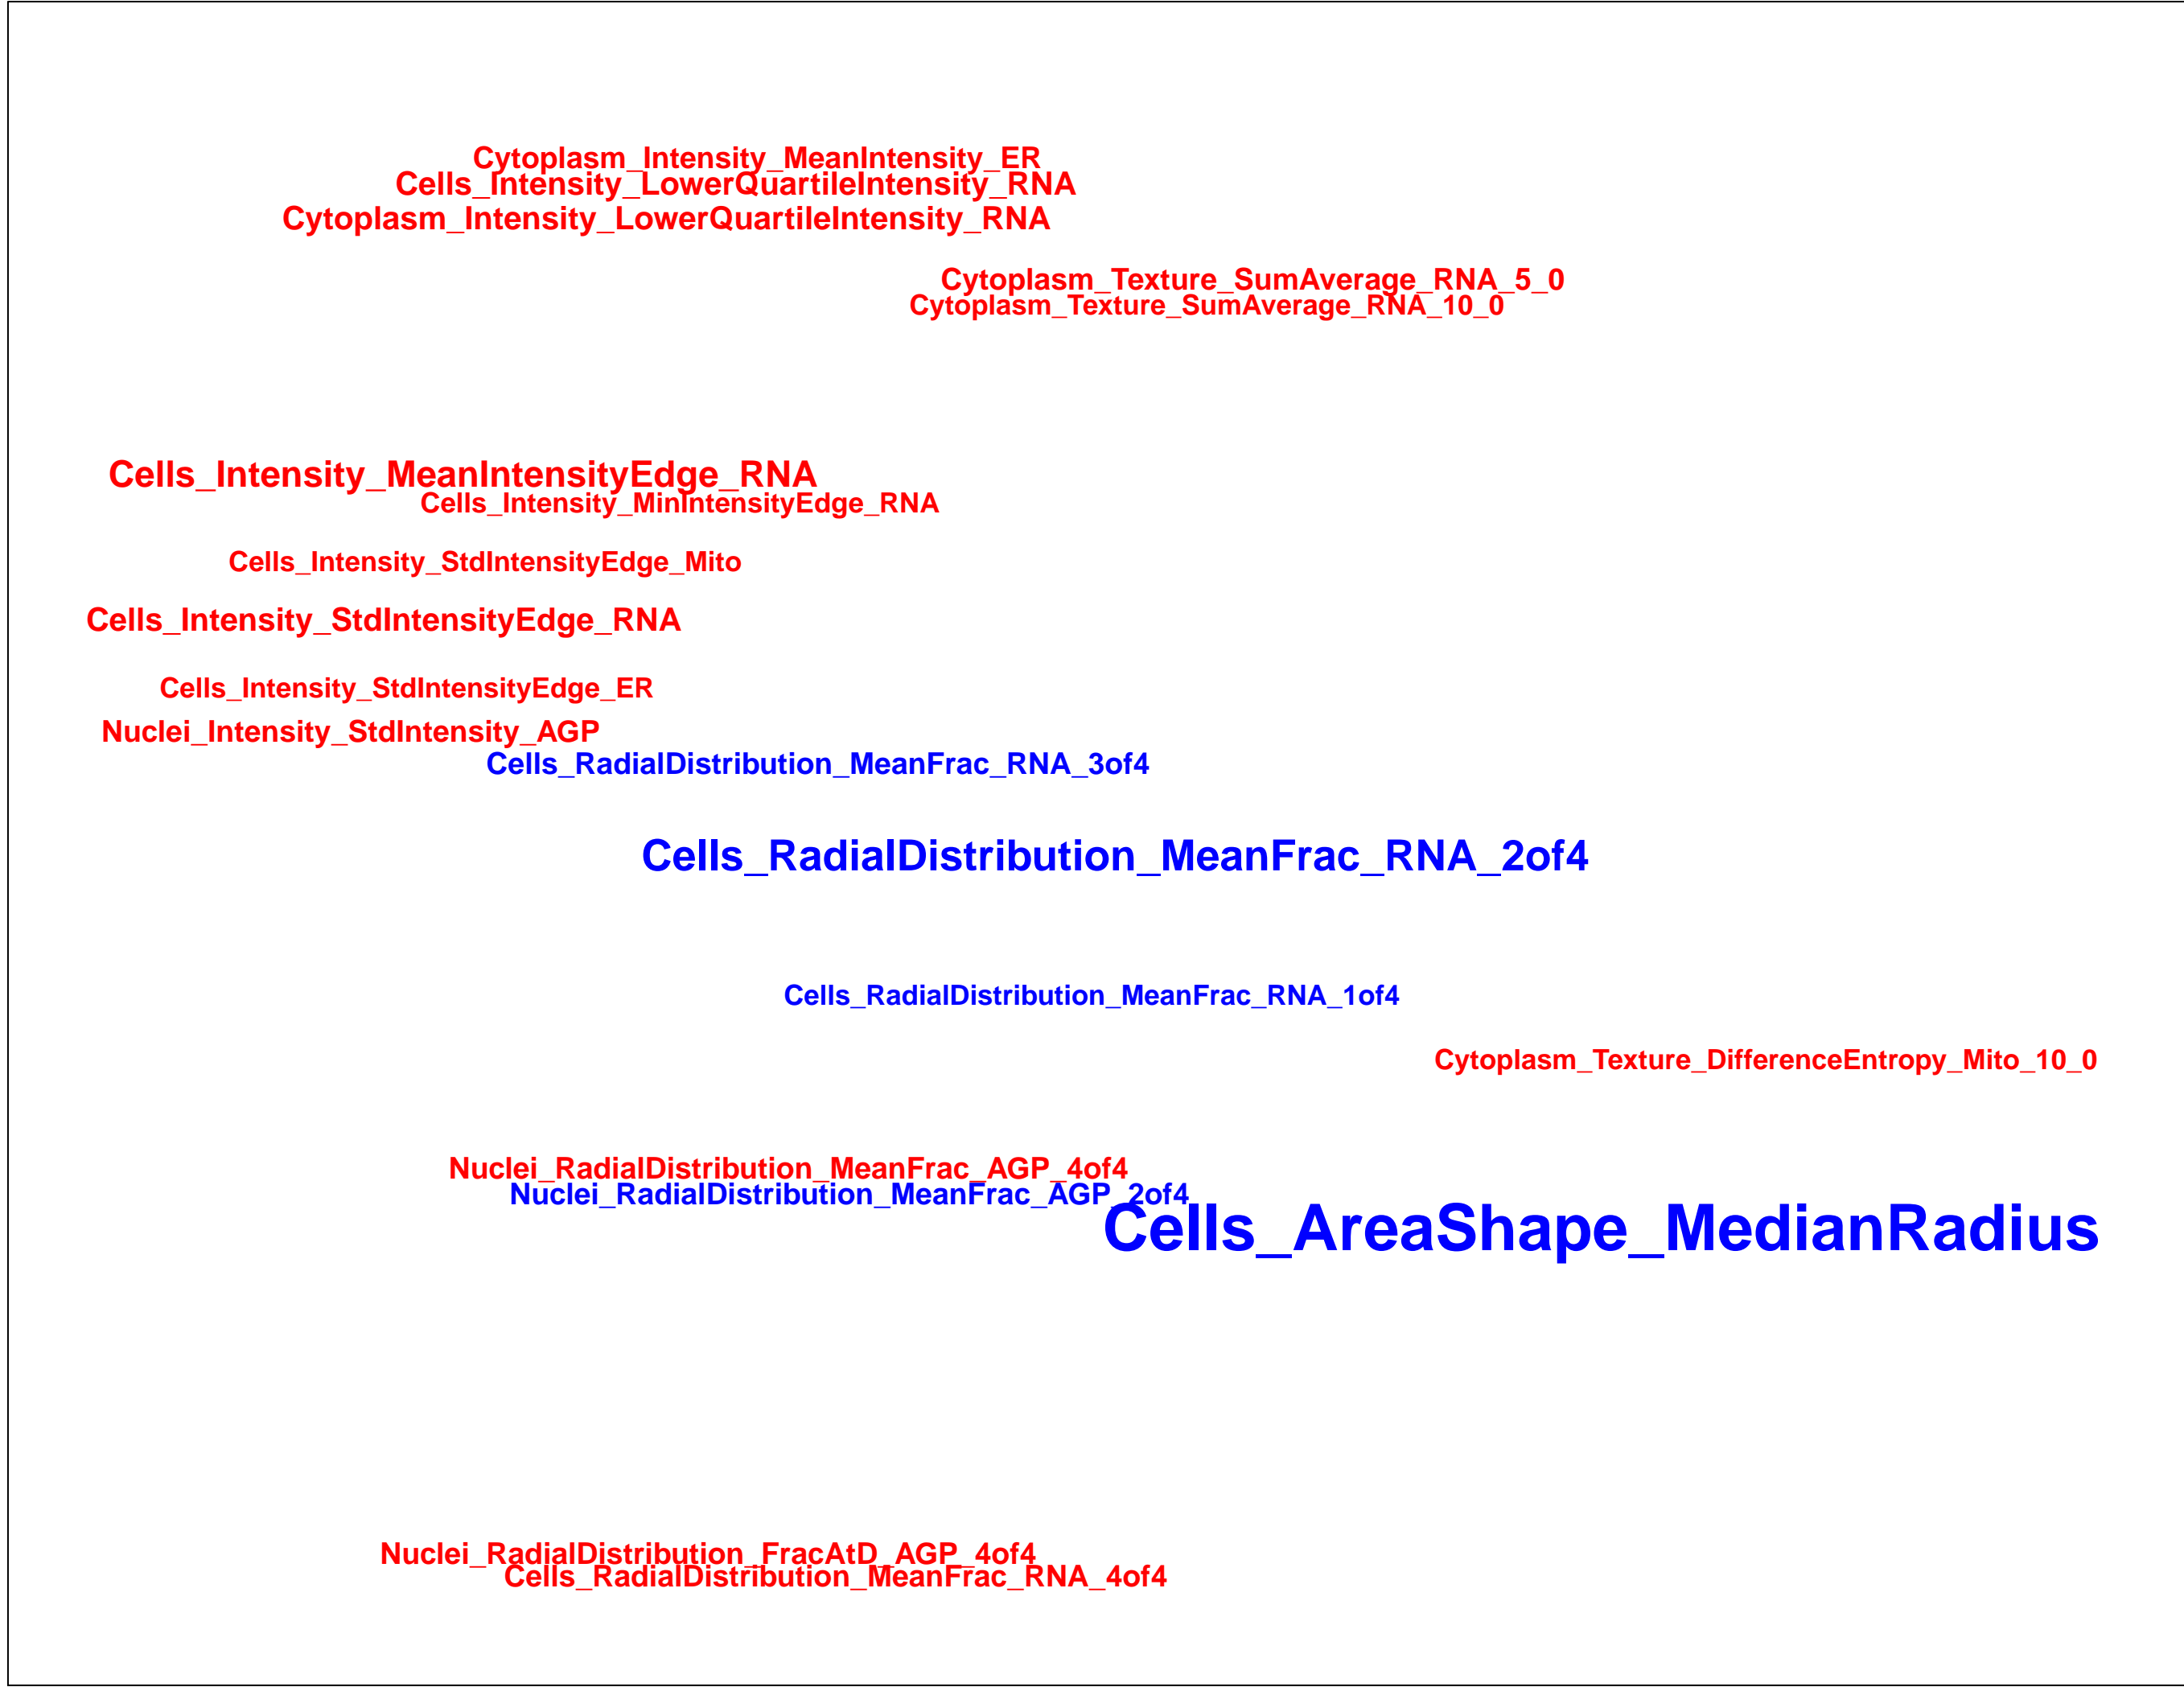 Cytoplasm_Intensity_MeanIntensity_ER
Cells_Intensity_LowerQuartileIntensity_RNA
Cytoplasm_Intensity_LowerQuartileIntensity_RNA
Cytoplasm_Texture_SumAverage_RNA_5_0
Cytoplasm_Texture_SumAverage_RNA_10_0
Cells_Intensity_MeanIntensityEdge_RNA
Cells_Intensity_MinIntensityEdge_RNA
Cells_Intensity_StdIntensityEdge_Mito
Cells_Intensity_StdIntensityEdge_RNA
Cells_Intensity_StdIntensityEdge_ER
Nuclei_Intensity_StdIntensity_AGP
Cells_RadialDistribution_MeanFrac_RNA_3of4
Cells_RadialDistribution_MeanFrac_RNA_2of4
Cells_RadialDistribution_MeanFrac_RNA_1of4
Cytoplasm_Texture_DifferenceEntropy_Mito_10_0
Nuclei_RadialDistribution_MeanFrac_AGP_4of4
Nuclei_RadialDistribution_MeanFrac_AGP_2of4
Cells_AreaShape_MedianRadius
Nuclei_RadialDistribution_FracAtD_AGP_4of4
Cells_RadialDistribution_MeanFrac_RNA_4of4